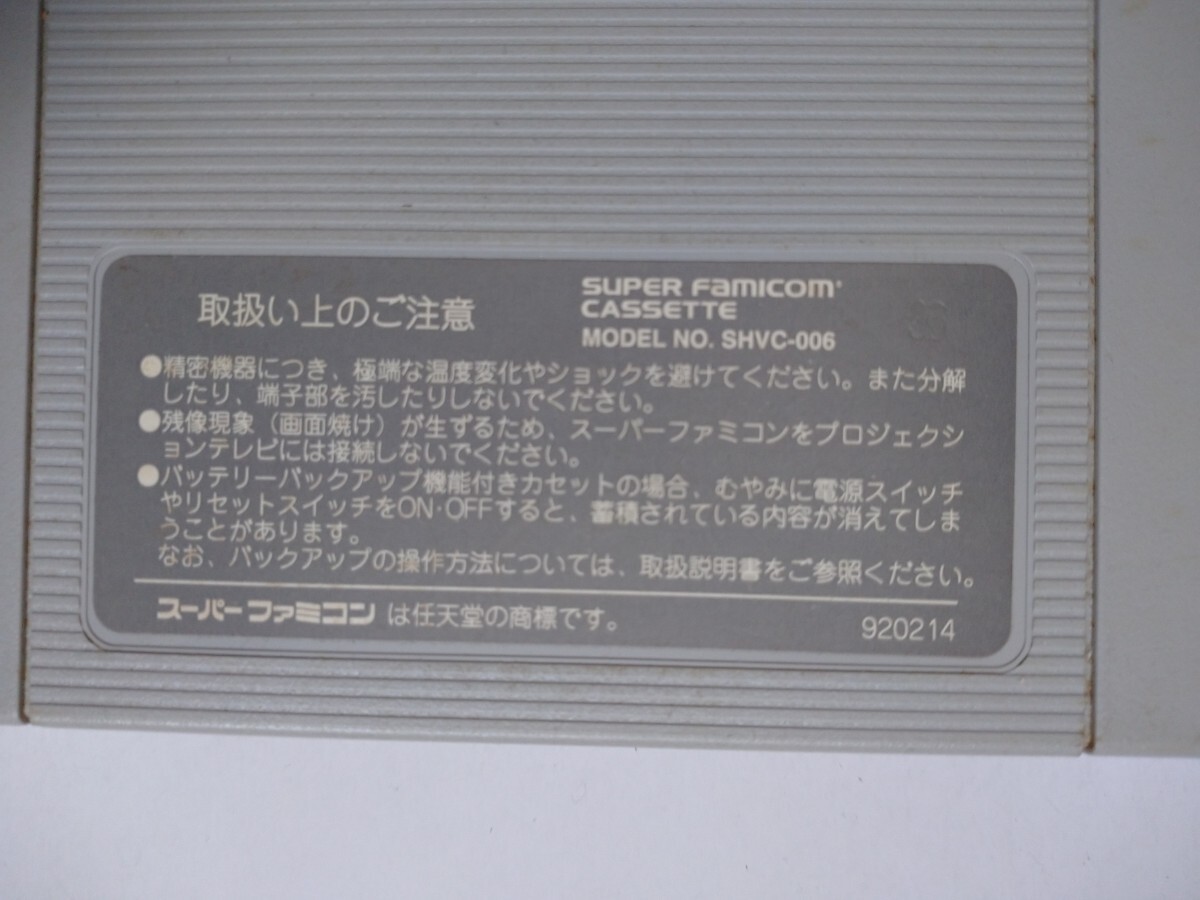 取扱い上のご注意
SUPER FAMICOM
CASSETTE
MODEL NO. SHVC-006
●精密機器につき、極端な温度変化やショックを避けてください。また分解
したり、端子部を汚したりしないでください。
●残像現象（画面焼け）が生ずるため、スーパーファミコンをプロジェクシ
ョンテレビには接続しないでください。
●バッテリーバックアップ機能付きカセットの場合、むやみに電源スイッチ
やリセットスイッチをON·OFFすると、蓄積されている内容が消えてしま
うことがあります。
なお、バックアップの操作方法については、取扱説明書をご参照ください。
スーパーファミコン は任天堂の商標です。
920214